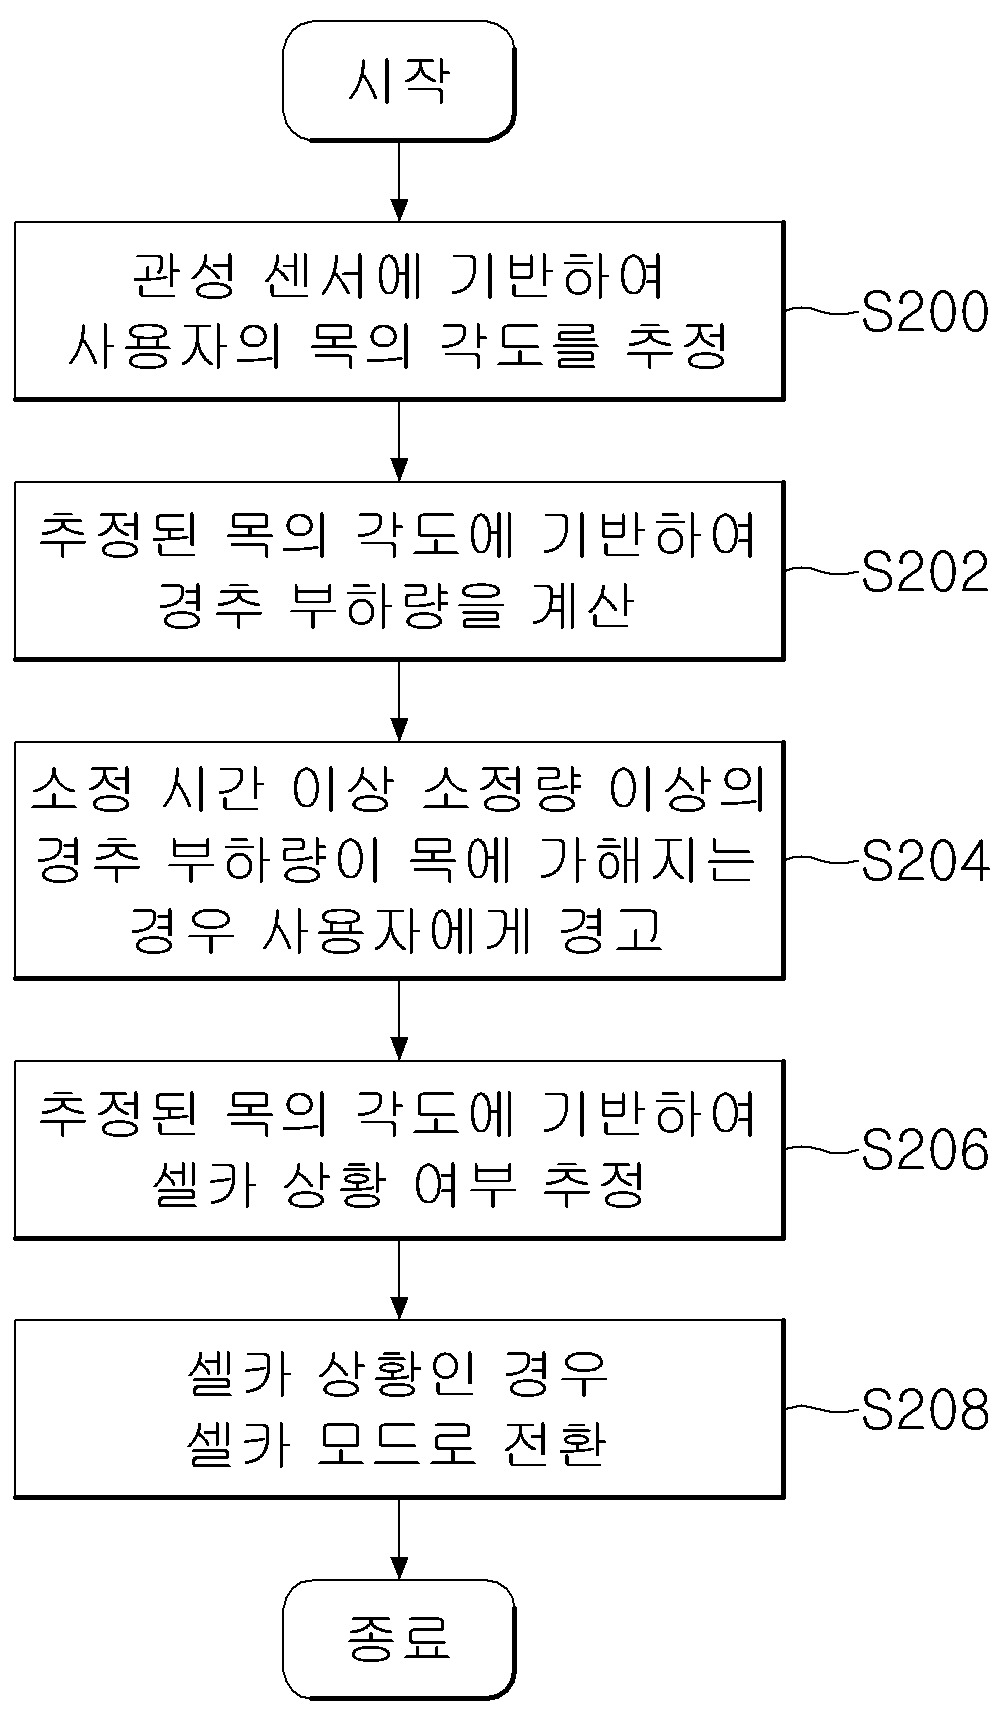 시작
관성 센서에 기반하여
사용자의 목의 각도를 추정
S200
추정된 목의 각도에 기반하여
경추 부하량을 계산
S202
소정 시간 이상 소정량 이상의
경추 부하량이 목에 가해지는
경우 사용자에게 경고
S204
추정된 목의 각도에 기반하여
셀카 상황 여부 추정
S206
셀카 상황인 경우
셀카 모드로 전환
S208
종료